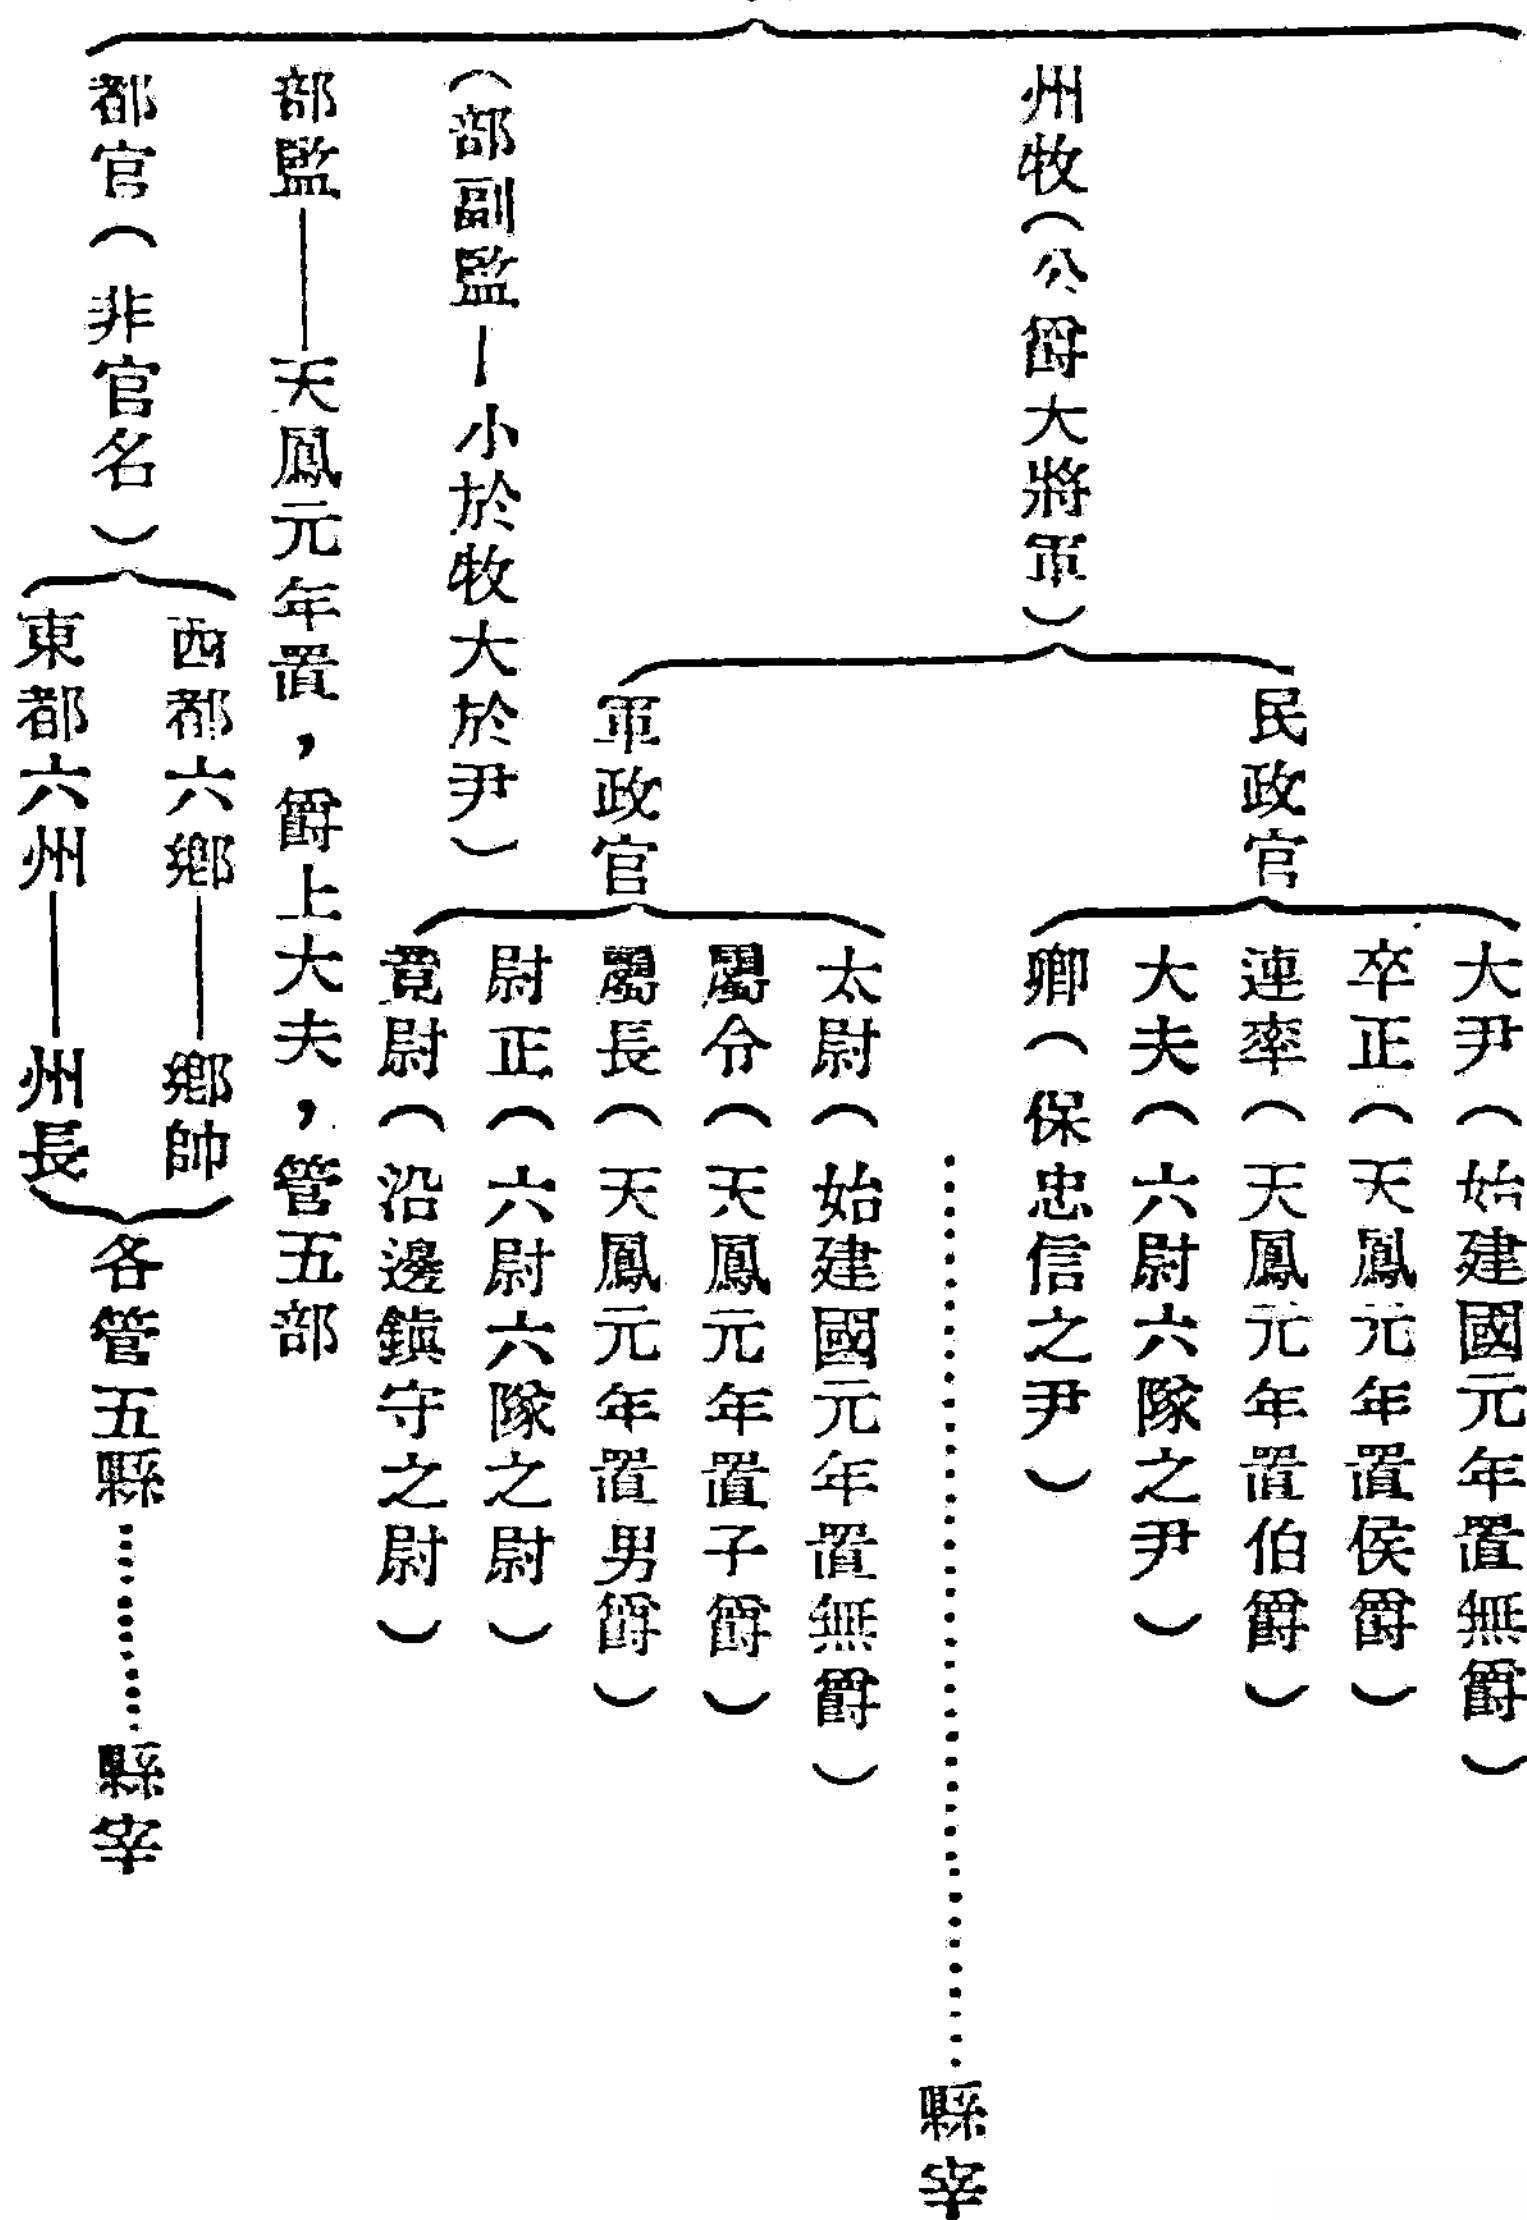 州牧（公爵大將軍）
民政官
大尹（始建國元年置無爵）
卒正（天鳳元年置侯爵）
連率（天鳳元年置伯爵）
大夫（六尉六隊之尹）
卿（保忠信之尹）
軍政官
太尉（始建國元年置無爵）
屬令（天鳳元年置子爵）
屬長（天鳳元年置男爵）
尉正（六尉六隊之尉）
竟尉（沿邊鎮守之尉）
縣宰
（部副監—小於牧大於尹）
部監——天鳳元年置，爵上大夫，管五部
都官（非官名）
西都六鄉——鄉帥
東都六州——州長
各管五縣………縣宰